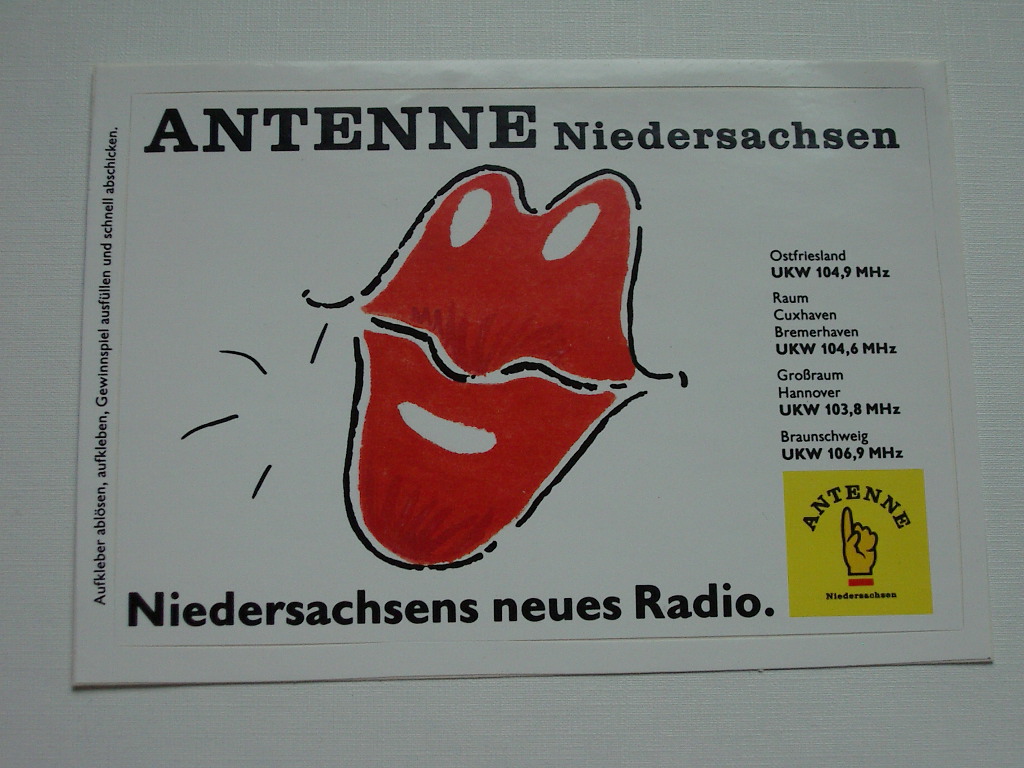 ANTENNE Niedersachsen
Aufkleber ablösen, aufkleben, Gewinnspiel ausfüllen und schnell abschicken.
Ostfriesland
UKW 104,9 MHz
Raum
Cuxhaven
Bremerhaven
UKW 104,6 MHz
Großraum
Hannover
UKW 103,8 MHz
Braunschweig
UKW 106,9 MHz
ANTENNE
Niedersachsen
Niedersachsens neues Radio.